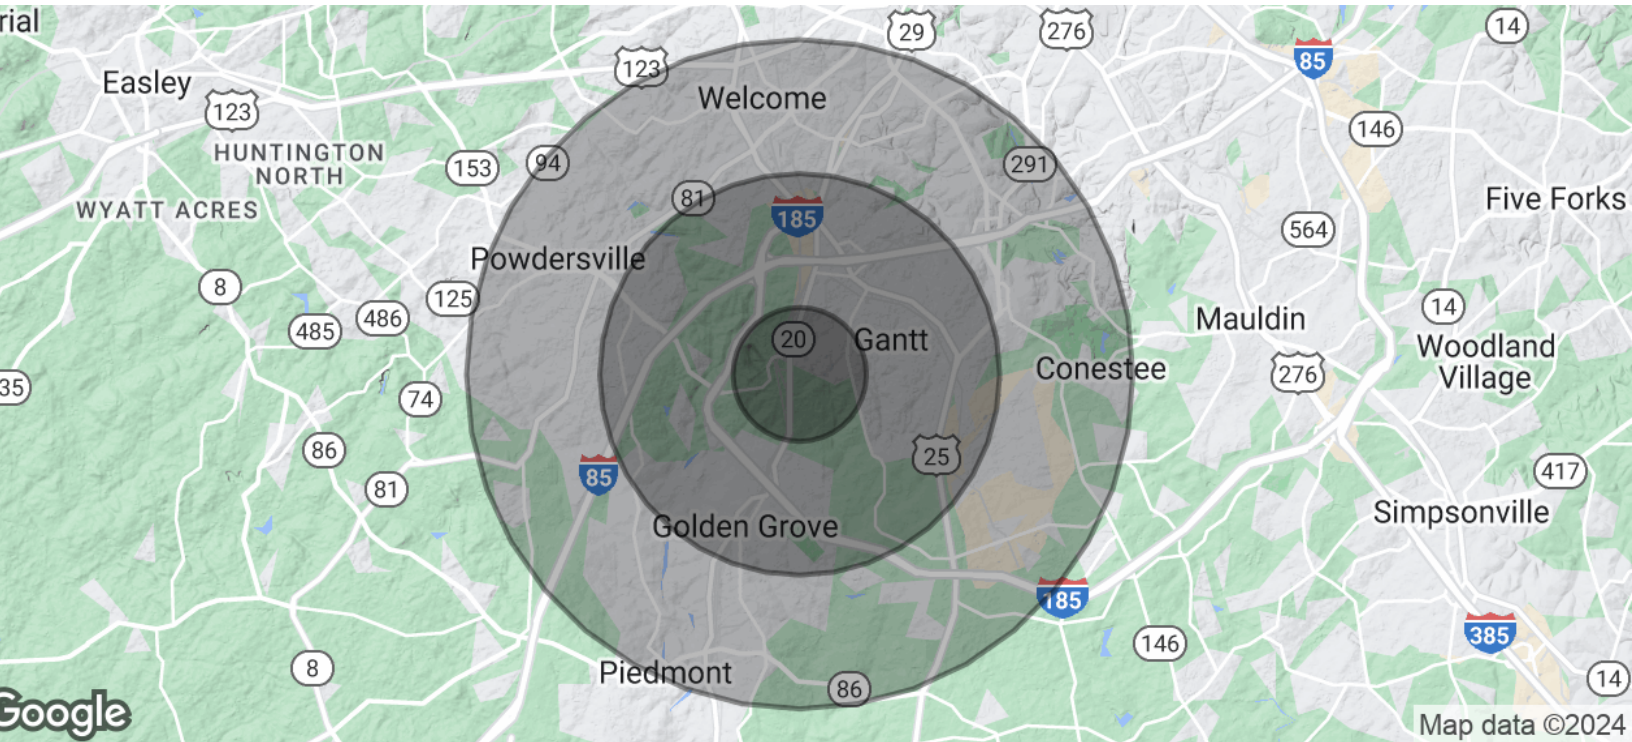 rial
29
276
14
123
85
Easley
Welcome
123
146
HUNTINGTON
NORTH
153
94
291
81
Five Forks
WYATT ACRES
185
564
Powdersville
8
125
14
486
485
Mauldin
20
Gantt
Woodland
Village
Conestee
276
35
74
86
25
417
85
81
Simpsonville
Golden Grove
185
385
146
8
Piedmont
86
14
Google
Map data ©2024